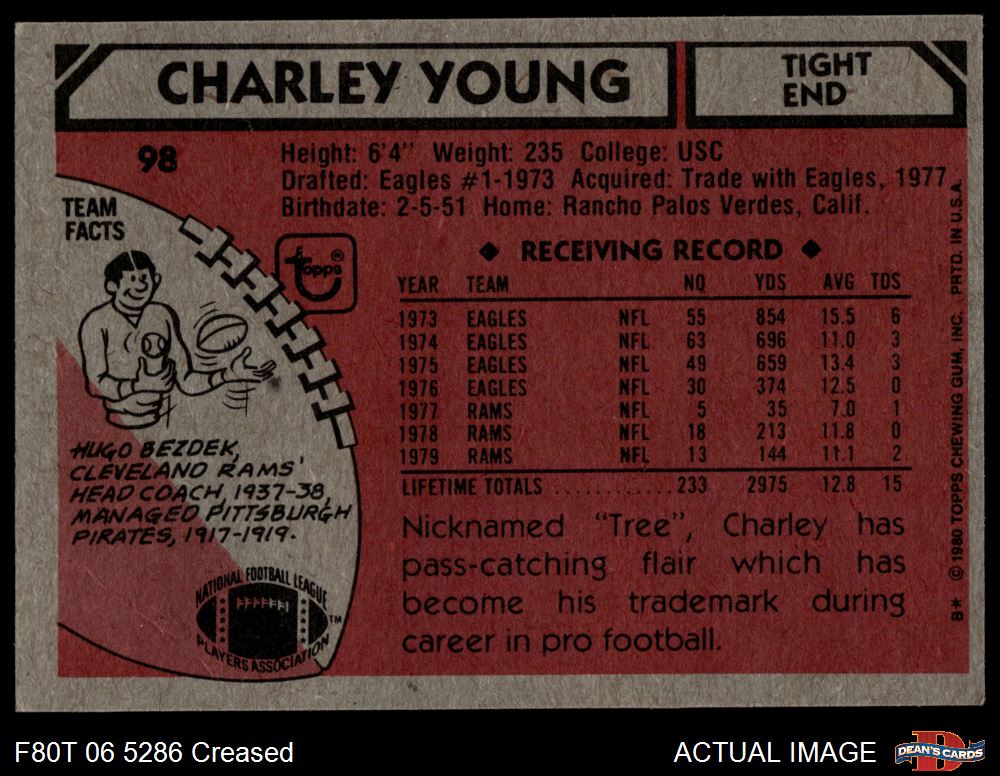 CHARLEY YOUNG
TIGHT
END
98
Height: 6'4" Weight: 235 College: USC
Drafted: Eagles #1-1973 Acquired: Trade with Eagles, 1977
Birthdate: 2-5-51 Home: Rancho Palos Verdes, Calif.
TEAM
FACTS
topps®
◆ RECEIVING RECORD ◆
YEAR TEAM NO YDS AVG TDS
1973 EAGLES NFL 55 854 15.5 6
1974 EAGLES NFL 63 696 11.0 3
1975 EAGLES NFL 49 659 13.4 3
1976 EAGLES NFL 30 374 12.5 0
1977 RAMS NFL 5 35 7.0 1
1978 RAMS NFL 18 213 11.8 0
1979 RAMS NFL 13 144 11.1 2
LIFETIME TOTALS ............ 233 2975 12.8 15
HUGO BEZDEK,
CLEVELAND RAMS'
HEAD COACH, 1937-38,
MANAGED PITTSBURGH
PIRATES, 1917-1919.
Nicknamed "Tree", Charley has
pass-catching flair which has
become his trademark during
career in pro football.
NATIONAL FOOTBALL LEAGUE
PLAYERS ASSOCIATION
TM
B* © 1980 TOPPS CHEWING GUM, INC. PRTD. IN U.S.A.
F80T 06 5286 Creased
ACTUAL IMAGE
DEAN'S CARDS